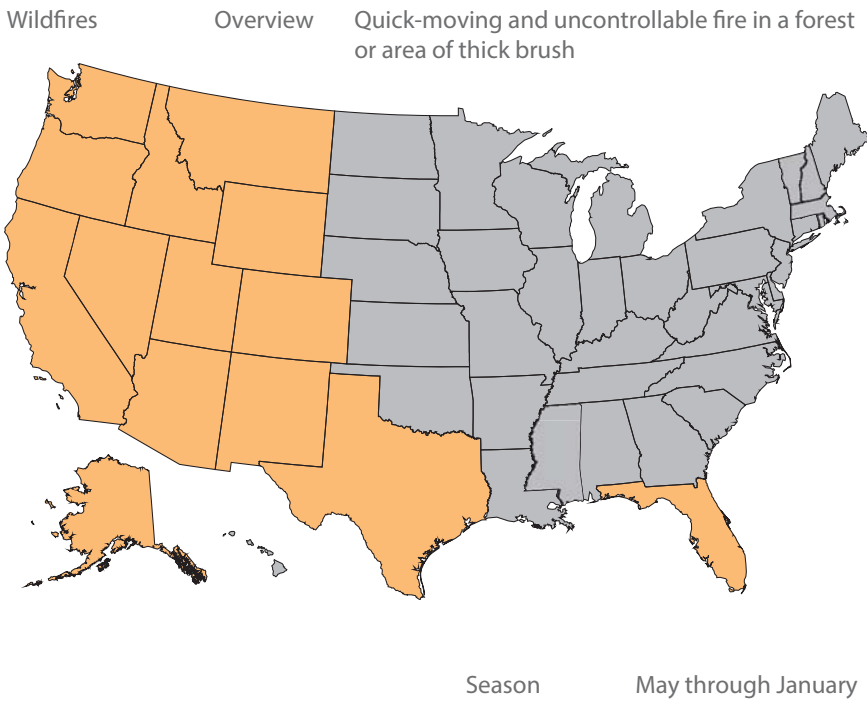 Wildfires Overview Quick-moving and uncontrollable fire in a forest
or area of thick brush
Season May through January